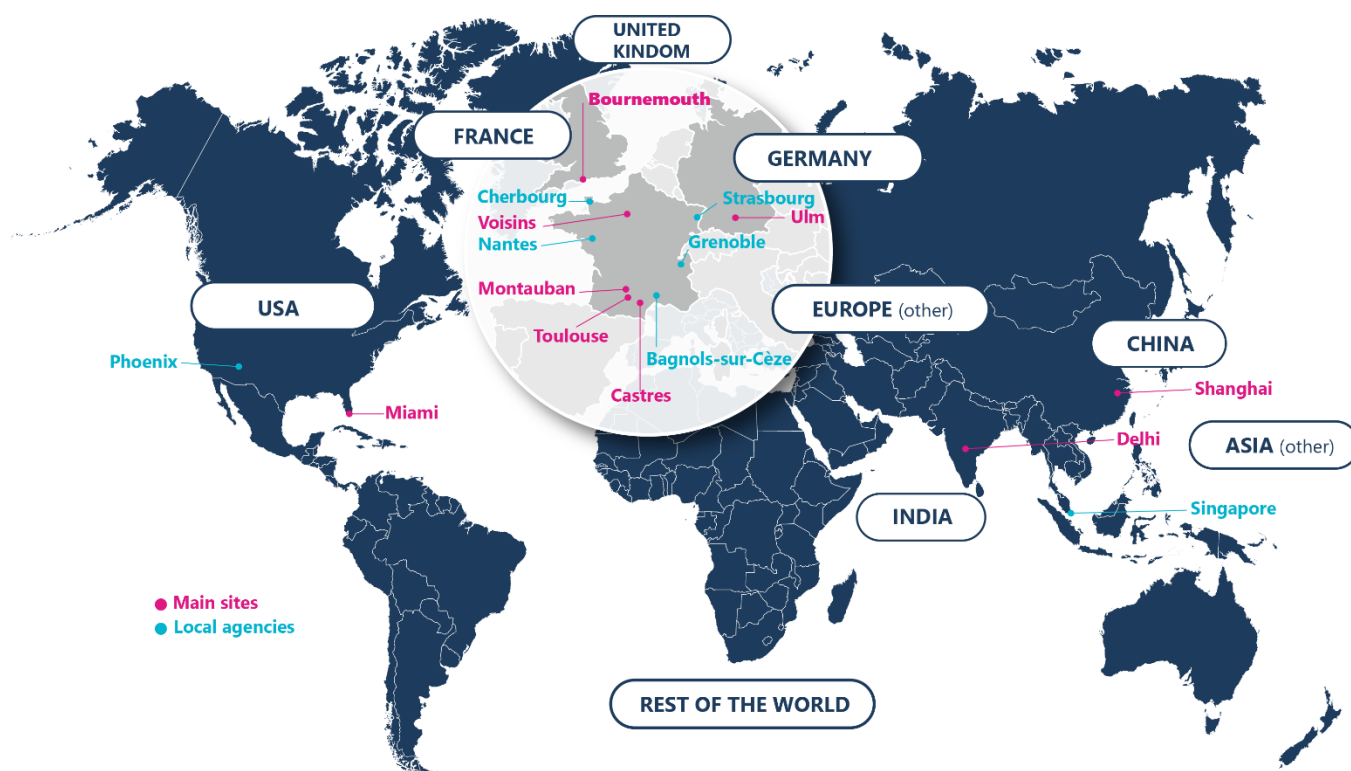 UNITED
KINDOM
Bournemouth
FRANCE
GERMANY
Cherbourg
Strasbourg
Voisins
Ulm
Nantes
Grenoble
Montauban
USA
EUROPE (other)
Toulouse
CHINA
Phoenix
Bagnols-sur-Cèze
Castres
Shanghai
Miami
Delhi
ASIA (other)
INDIA
Singapore
Main sites
Local agencies
REST OF THE WORLD